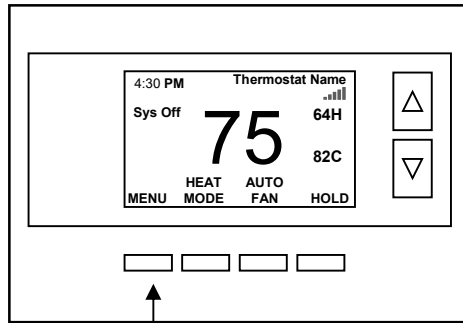 4:30 PM Thermostat Name
Sys Off 64H
75
82C
HEAT AUTO
MENU MODE FAN HOLD